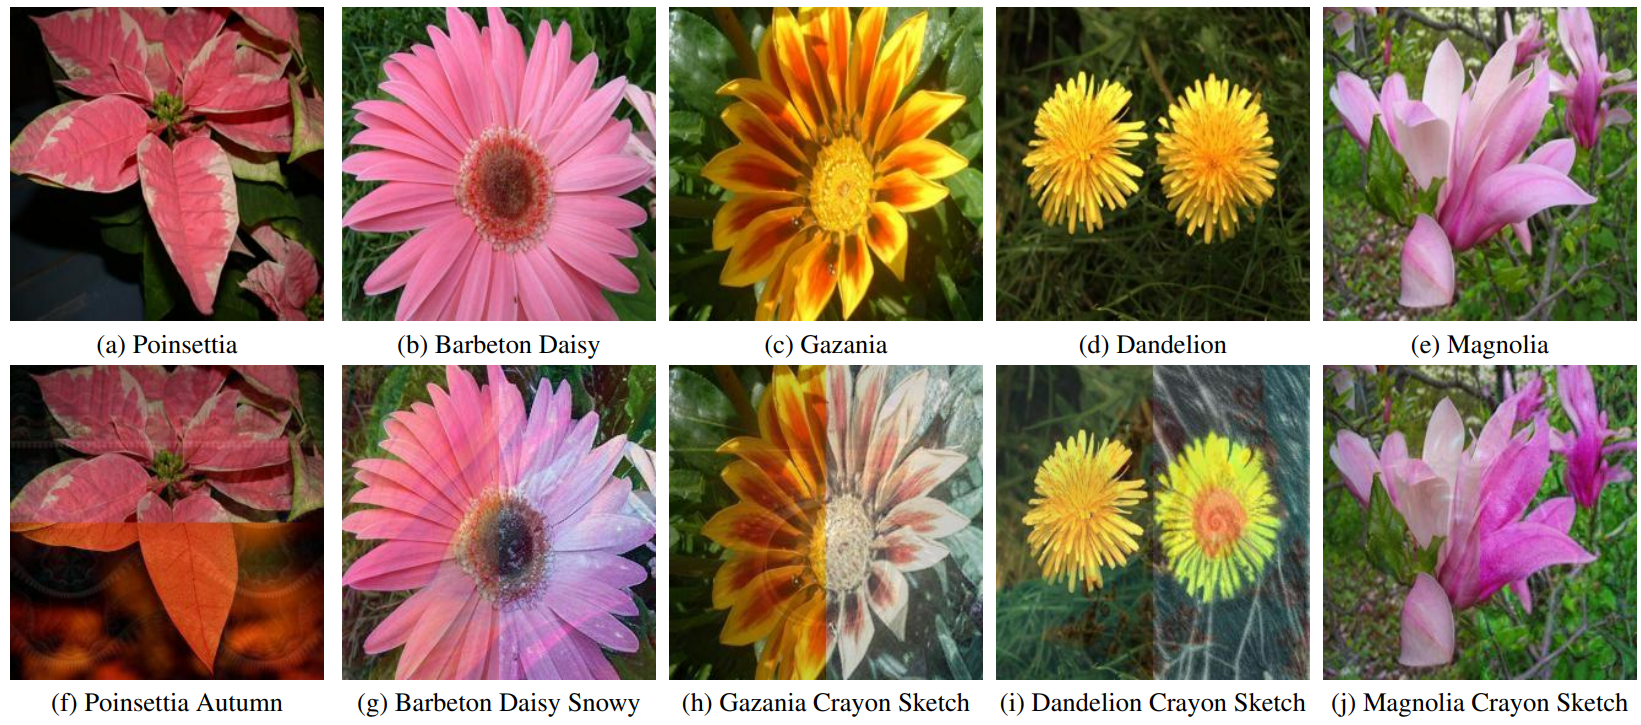 (a) Poinsettia
(b) Barbeton Daisy
(c) Gazania
(d) Dandelion
(e) Magnolia
(f) Poinsettia Autumn
(g) Barbeton Daisy Snowy
(h) Gazania Crayon Sketch
(i) Dandelion Crayon Sketch
(j) Magnolia Crayon Sketch